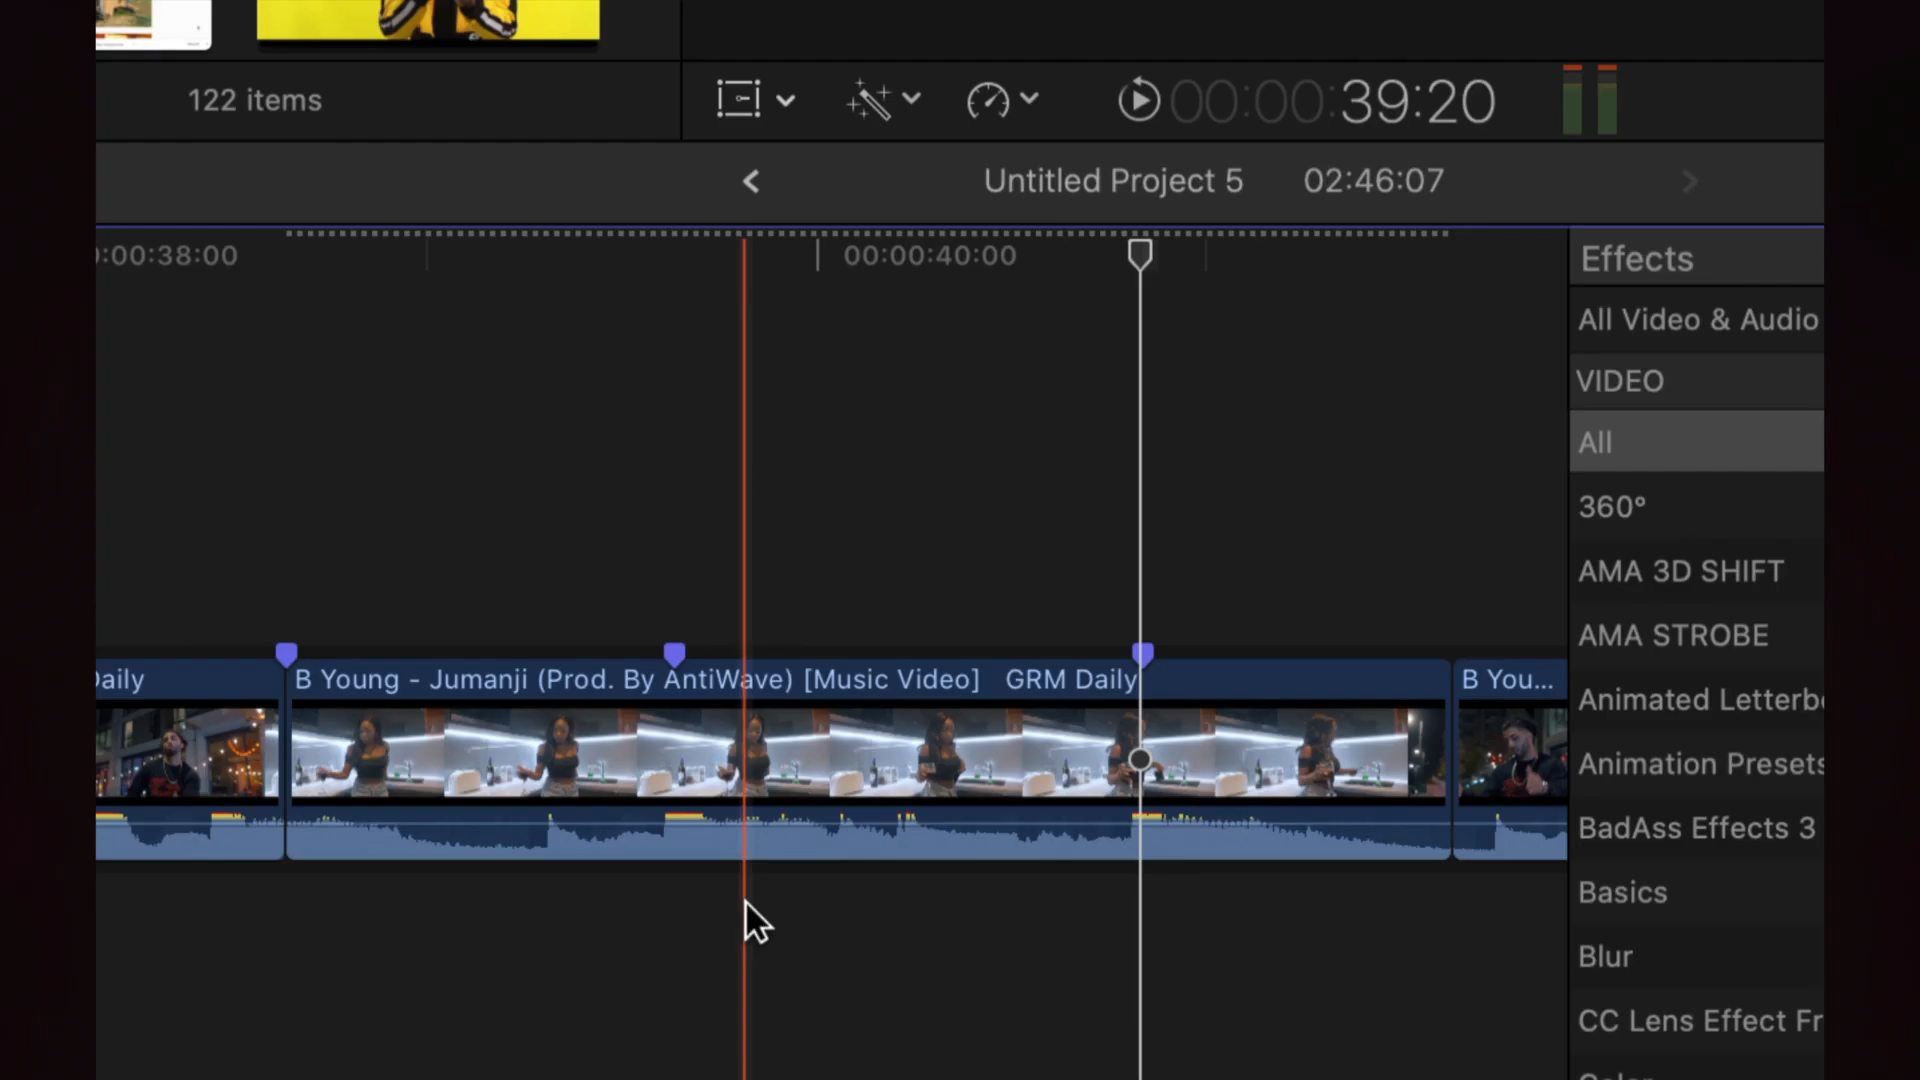 122 items
00:00:39:20
Untitled Project 5 02:46:07
0:00:38:00
00:00:40:00
Effects
All Video & Audio
VIDEO
All
360°
AMA 3D SHIFT
AMA STROBE
Animated Letterb
Animation Presets
BadAss Effects 3
Basics
Blur
CC Lens Effect Fr
Daily
B Young - Jumanji (Prod. By AntiWave) [Music Video] GRM Daily
B You...